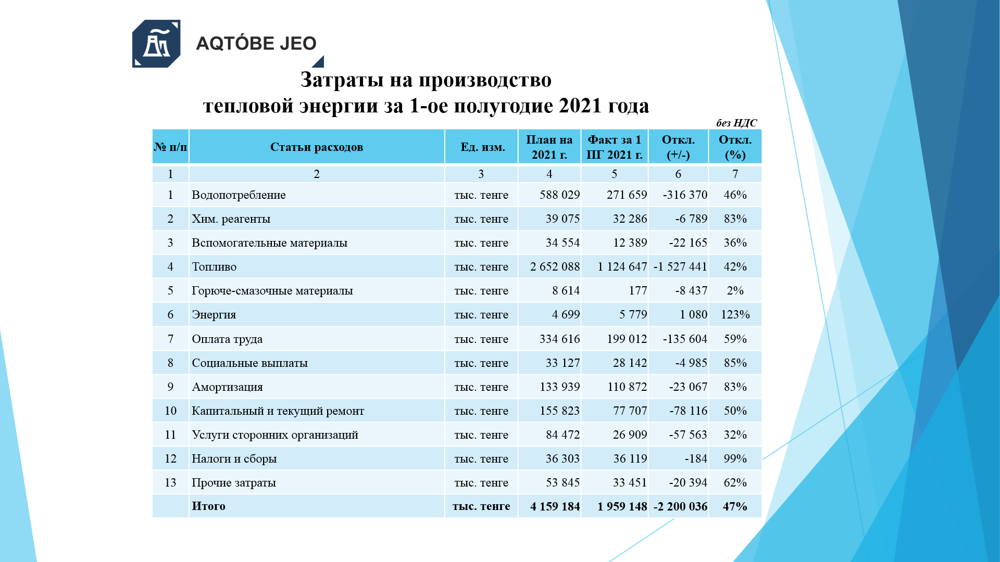 AQTÓBE JEO
Затраты на производство
тепловой энергии за 1-ое полугодие 2021 года
без НДС
№ п/п Статьи расходов Ед. изм. План на 2021 г. Факт за 1 ПГ 2021 г. Откл. (+/-) Откл. (%)
1 2 3 4 5 6 7
1 Водопотребление тыс. тенге 588 029 271 659 -316 370 46%
2 Хим. реагенты тыс. тенге 39 075 32 286 -6 789 83%
3 Вспомогательные материалы тыс. тенге 34 554 12 389 -22 165 36%
4 Топливо тыс. тенге 2 652 088 1 124 647 -1 527 441 42%
5 Горюче-смазочные материалы тыс. тенге 8 614 177 -8 437 2%
6 Энергия тыс. тенге 4 699 5 779 1 080 123%
7 Оплата труда тыс. тенге 334 616 199 012 -135 604 59%
8 Социальные выплаты тыс. тенге 33 127 28 142 -4 985 85%
9 Амортизация тыс. тенге 133 939 110 872 -23 067 83%
10 Капитальный и текущий ремонт тыс. тенге 155 823 77 707 -78 116 50%
11 Услуги сторонних организаций тыс. тенге 84 472 26 909 -57 563 32%
12 Налоги и сборы тыс. тенге 36 303 36 119 -184 99%
13 Прочие затраты тыс. тенге 53 845 33 451 -20 394 62%
Итого тыс. тенге 4 159 184 1 959 148 -2 200 036 47%